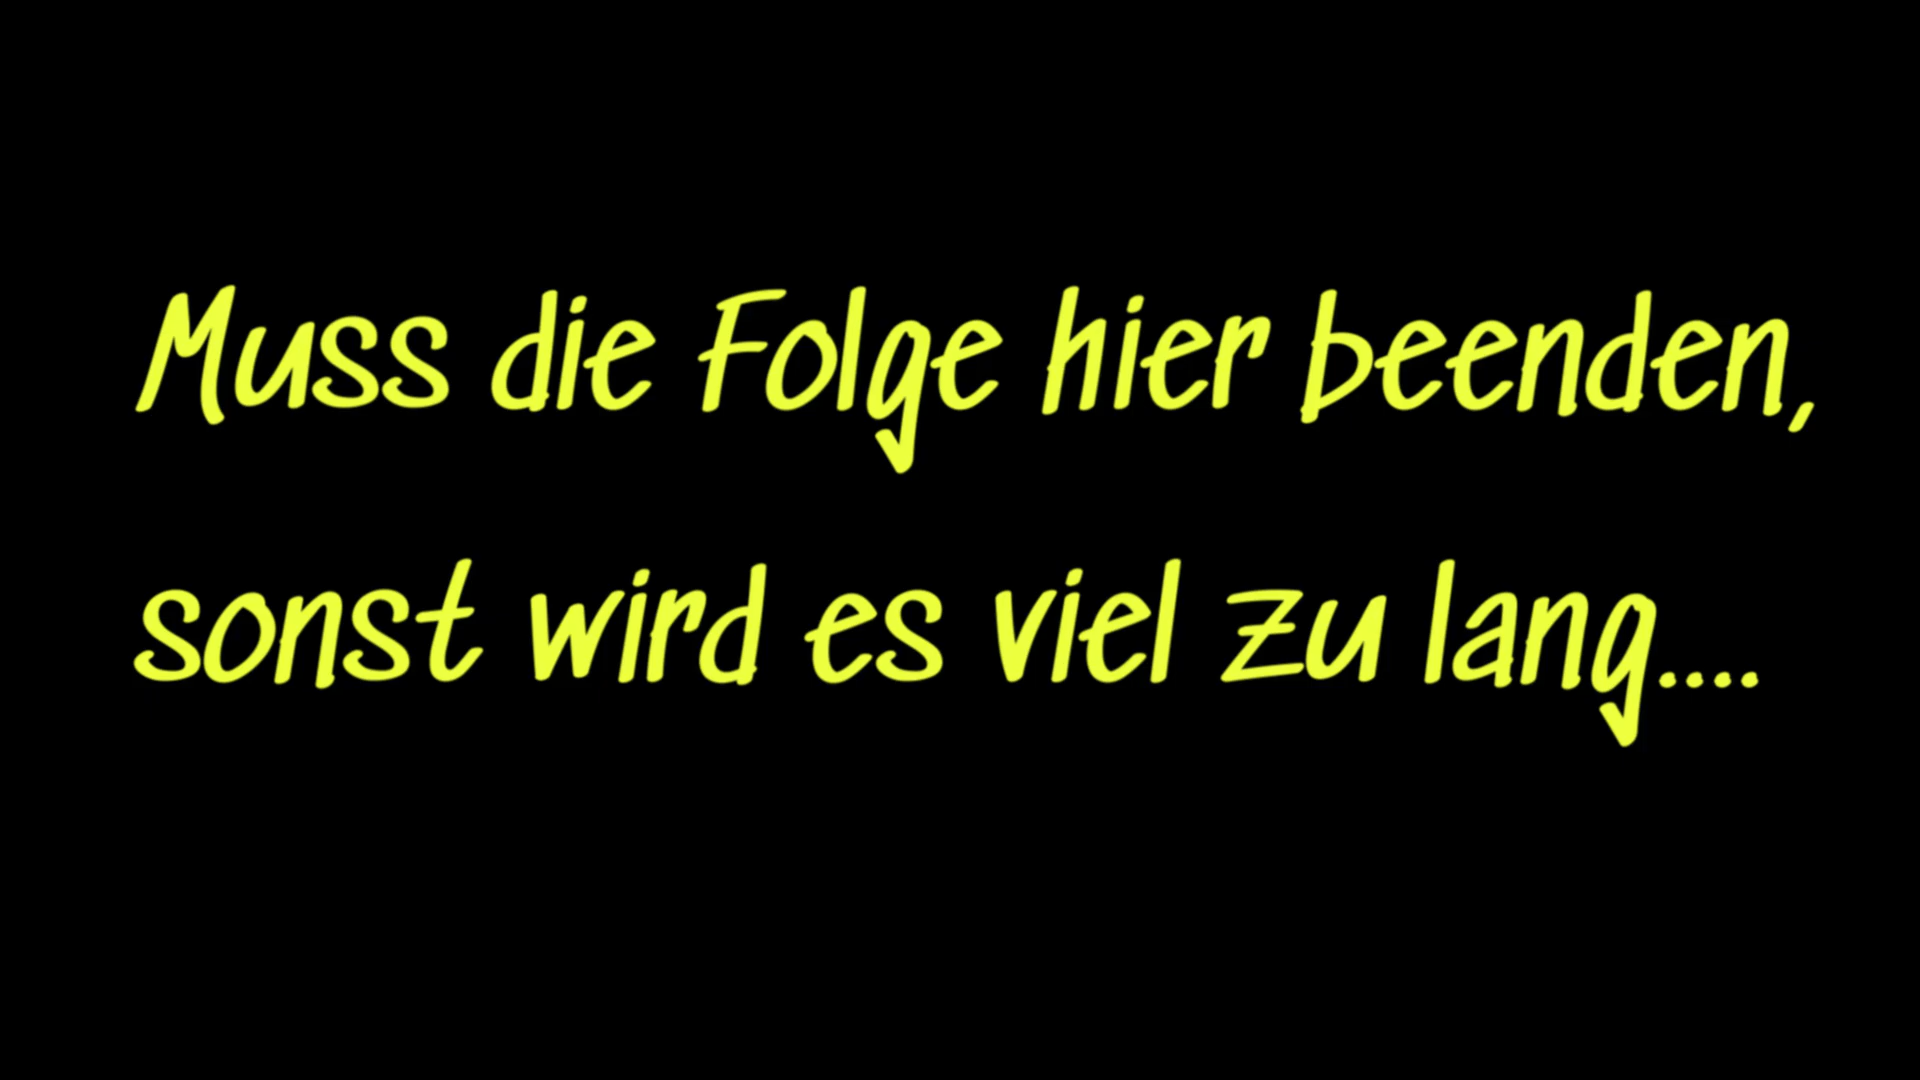 Muss die Folge hier beenden,
sonst wird es viel zu lang....